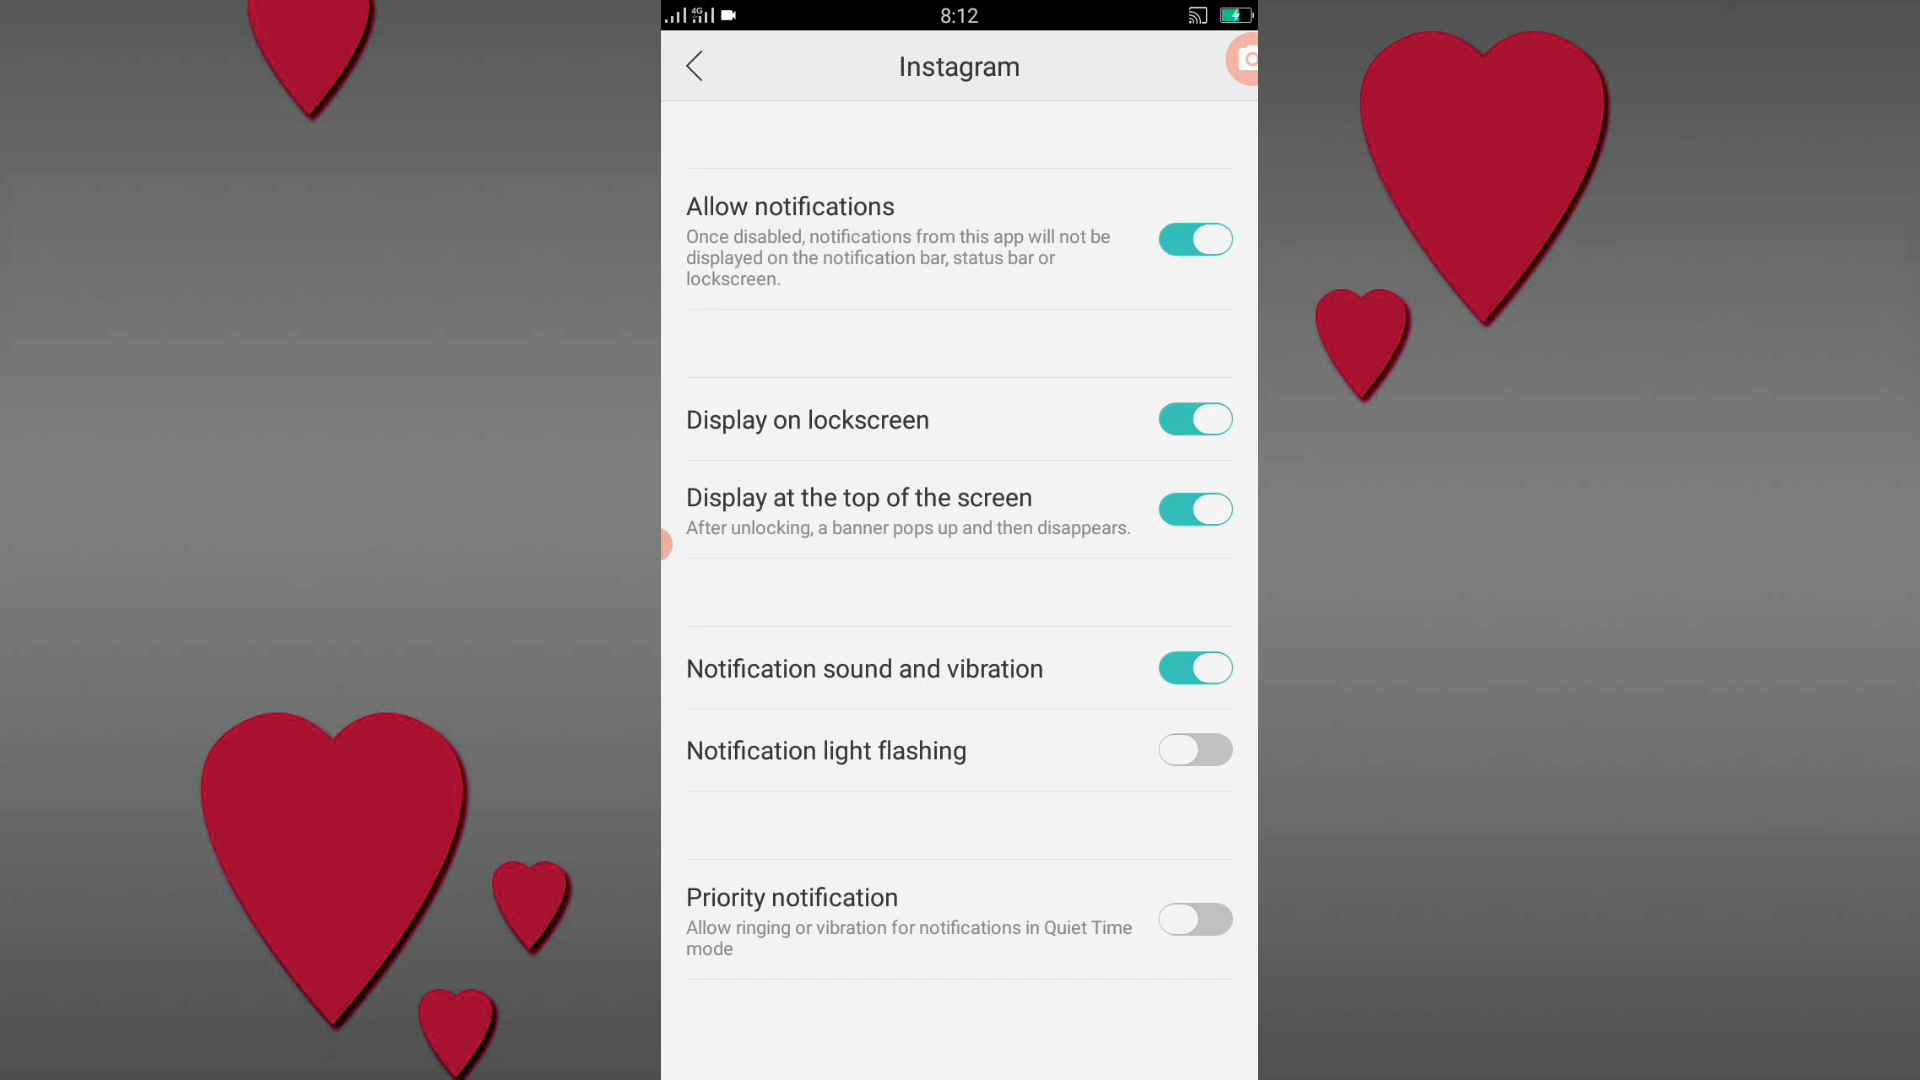 4G
8:12
Instagram
Allow notifications
Once disabled, notifications from this app will not be
displayed on the notification bar, status bar or
lockscreen.
Display on lockscreen
Display at the top of the screen
After unlocking, a banner pops up and then disappears.
Notification sound and vibration
Notification light flashing
Priority notification
Allow ringing or vibration for notifications in Quiet Time
mode